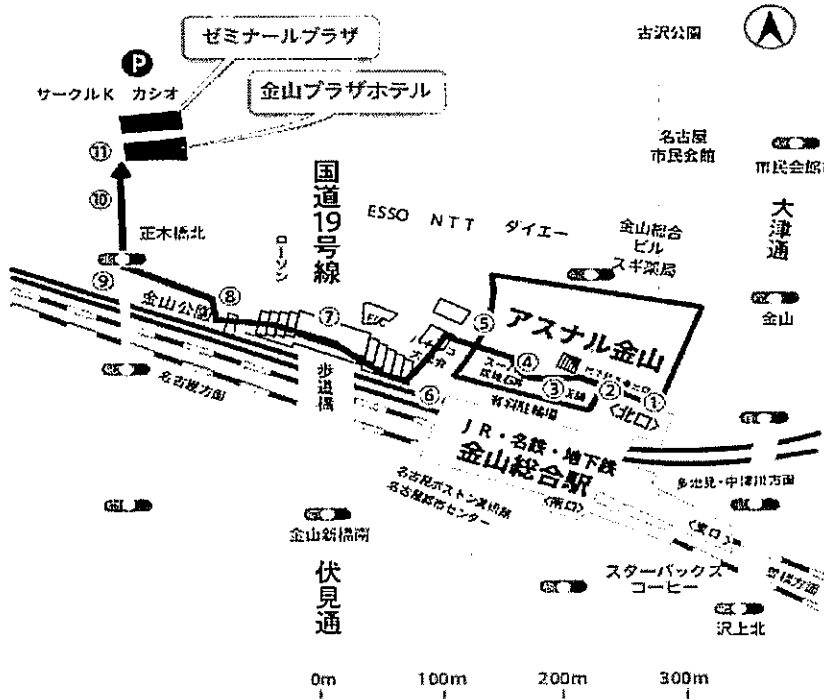 ゼミナールプラザ
古沢公園
P
サークルK カシオ
金山プラザホテル
名古屋
市民会館
⑪
市民会館
国道19号線
大津通
⑩
ESSO NTT ダイエー
金山総合
ビル
スギ薬局
正木橋北
ローソン
⑨
金山公園
⑧
⑦
⑤
アスナル金山
金山
④
③
②
①
〈北口〉
名古屋方面
歩道橋
⑥
有料駐輪場
JR・名鉄・地下鉄
金山総合駅
多治見・中津川方面
名古屋ボストン美術館
名古屋都市センター
〈南口〉
金山新橋南
〈東口〉
豊橋方面
伏見通
スターバックス
コーヒー
沢上北
0m 100m 200m 300m